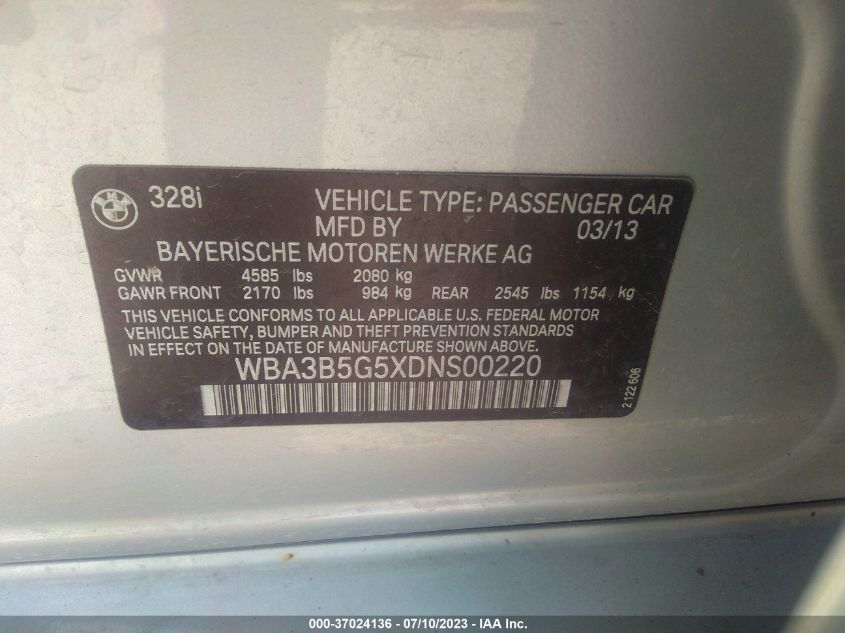 328i VEHICLE TYPE: PASSENGER CAR
MFD BY 03/13
BAYERISCHE MOTOREN WERKE AG
GVWR 4585 lbs 2080 kg
GAWR FRONT 2170 lbs 984 kg REAR 2545 lbs 1154 kg
THIS VEHICLE CONFORMS TO ALL APPLICABLE U.S. FEDERAL MOTOR
VEHICLE SAFETY, BUMPER AND THEFT PREVENTION STANDARDS
IN EFFECT ON THE DATE OF MANUFACTURE SHOWN ABOVE.
WBA3B5G5XDNS00220
2 122 606
000-37024136 - 07/10/2023 - IAA Inc.